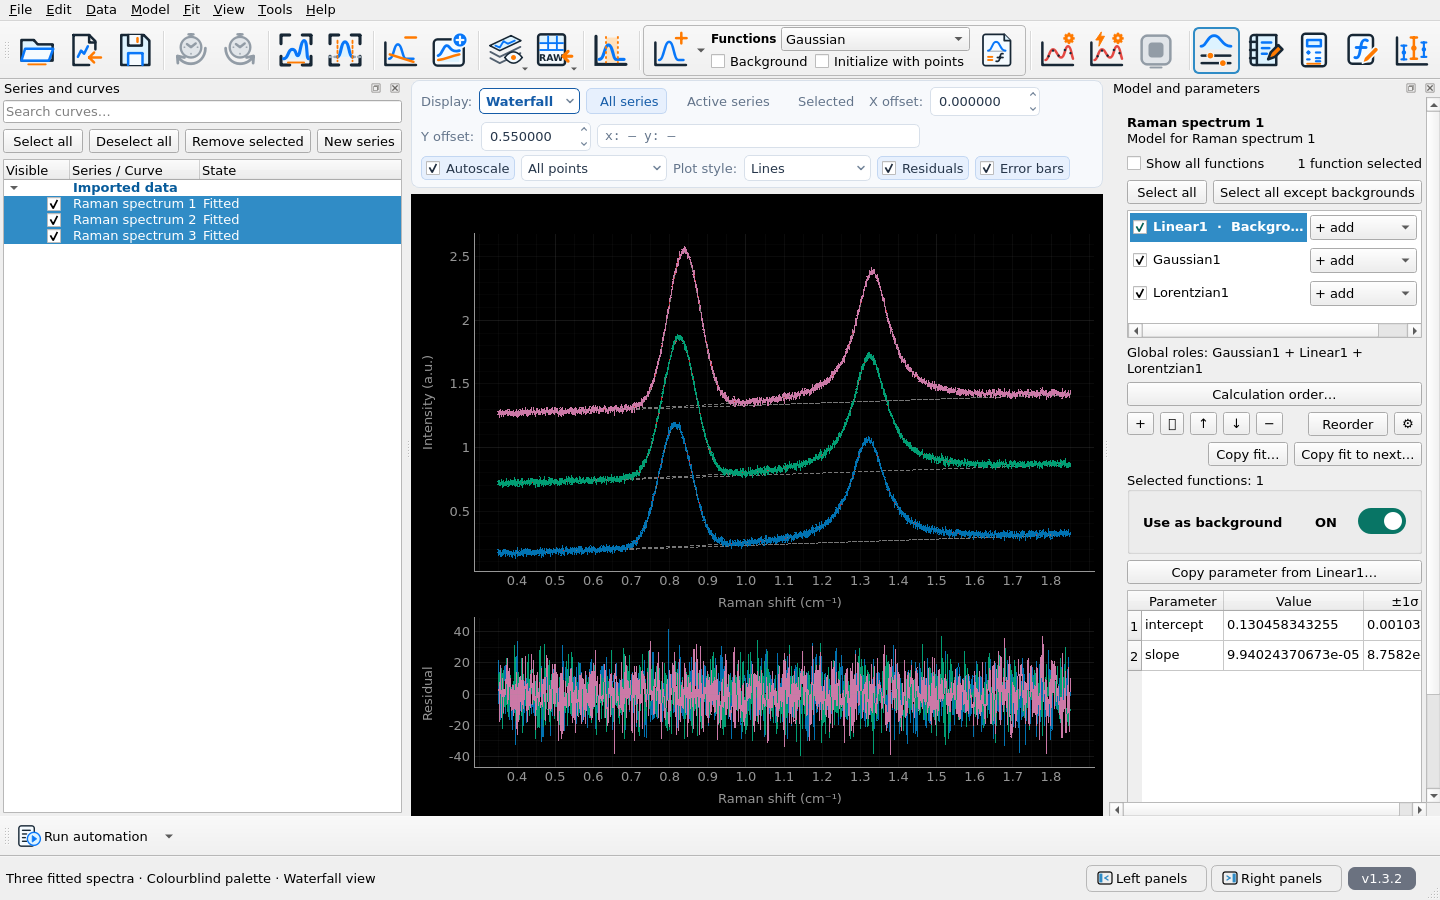 File Edit Data Model Fit View Tools Help
RAW
Functions Gaussian
Background Initialize with points
Series and curves
Search curves...
Select all Deselect all Remove selected New series
Visible Series / Curve State
Imported data
Raman spectrum 1 Fitted
Raman spectrum 2 Fitted
Raman spectrum 3 Fitted
Display: Waterfall All series Active series Selected X offset: 0.000000
Y offset: 0.550000 x: — y: —
Autoscale All points Plot style: Lines Residuals Error bars
Intensity (a.u.)
2.5
2
1.5
1
0.5
0.4 0.5 0.6 0.7 0.8 0.9 1.0 1.1 1.2 1.3 1.4 1.5 1.6 1.7 1.8
Raman shift (cm⁻¹)
Residual
40
20
0
-20
-40
0.4 0.5 0.6 0.7 0.8 0.9 1.0 1.1 1.2 1.3 1.4 1.5 1.6 1.7 1.8
Raman shift (cm⁻¹)
Model and parameters
Raman spectrum 1
Model for Raman spectrum 1
Show all functions 1 function selected
Select all Select all except backgrounds
Linear1 · Backgro... + add
Gaussian1 + add
Lorentzian1 + add
Global roles: Gaussian1 + Linear1 +
Lorentzian1
Calculation order...
+ ↑ ↓ − Reorder ⚙
Copy fit... Copy fit to next...
Selected functions: 1
Use as background ON
Copy parameter from Linear1...
Parameter Value ±1σ
1 intercept 0.130458343255 0.00103
2 slope 9.94024370673e-05 8.7582e
Run automation
Three fitted spectra · Colourblind palette · Waterfall view
Left panels Right panels v1.3.2